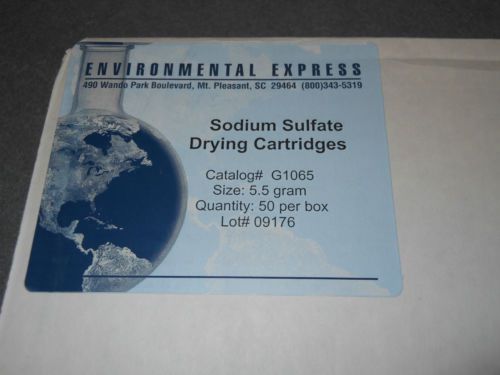 ENVIRONMENTAL EXPRESS
490 Wando Park Boulevard, Mt. Pleasant, SC 29464 (800)343-5319
Sodium Sulfate
Drying Cartridges
Catalog# G1065
Size: 5.5 gram
Quantity: 50 per box
Lot# 09176